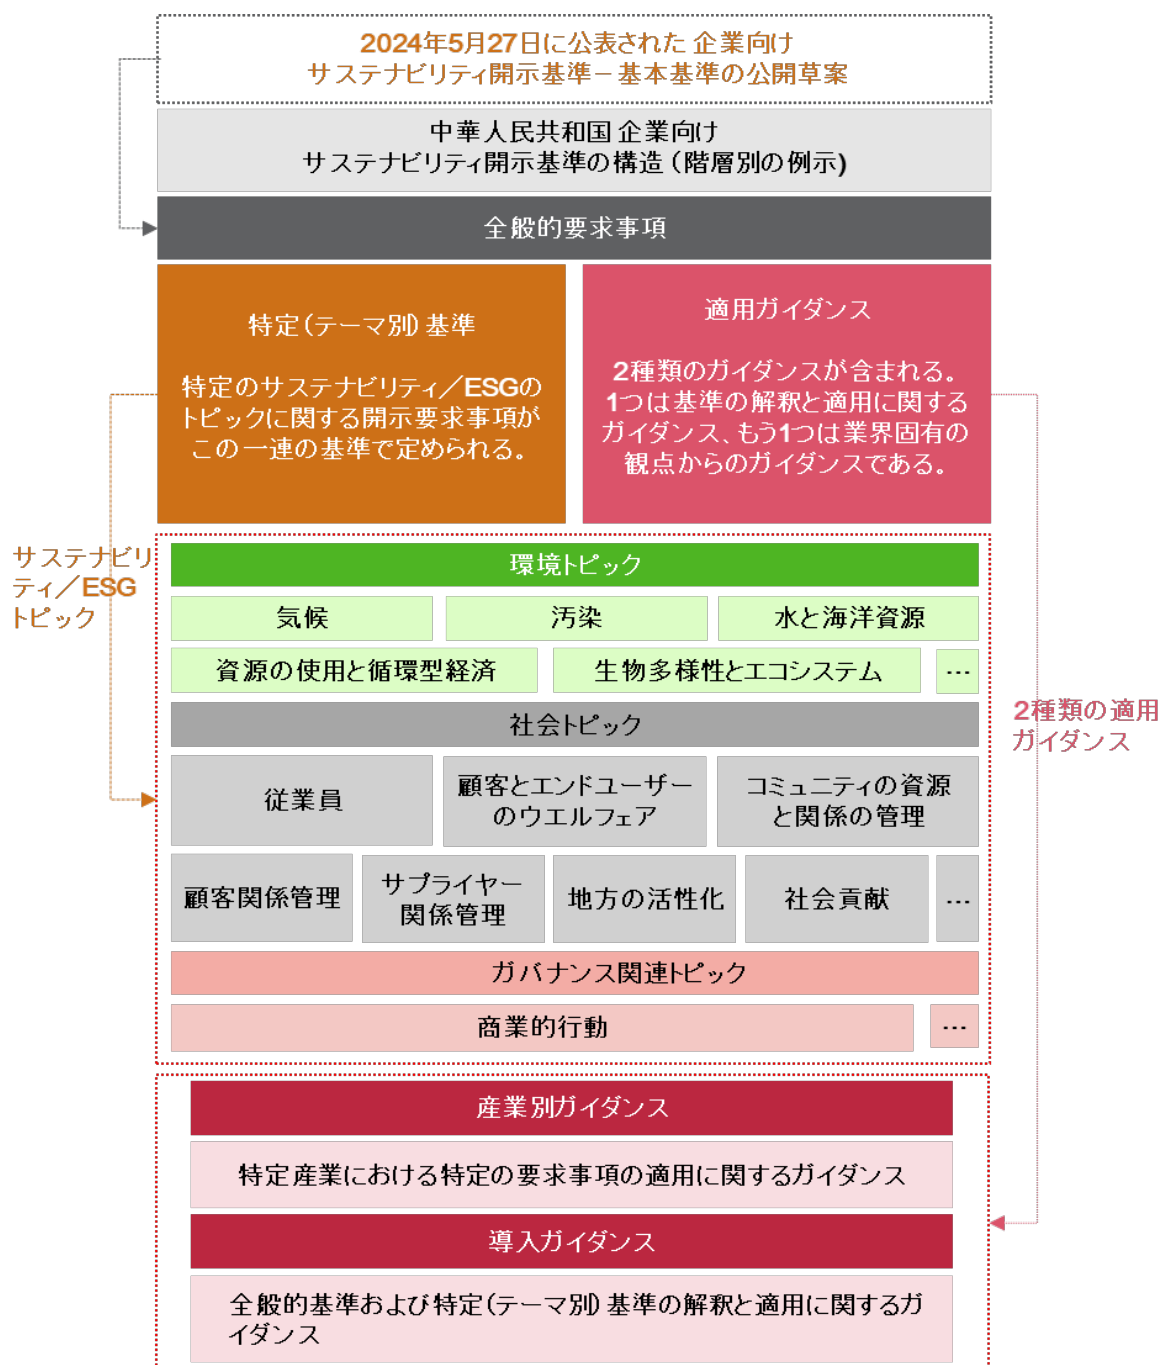 2024年5月27日に公表された 企業向け
サステナビリティ開示基準－基本基準の公開草案
中華人民共和国 企業向け
サステナビリティ開示基準の構造（階層別の例示)
全般的要求事項
特定（テーマ別）基準
特定のサステナビリティ／ESGの
トピックに関する開示要求事項が
この一連の基準で定められる。
適用ガイダンス
2種類のガイダンスが含まれる。
1つは基準の解釈と適用に関する
ガイダンス、もう1つは業界固有の
観点からのガイダンスである。
サステナビリ
ティ／ESG
トピック
環境トピック
気候
汚染
水と海洋資源
資源の使用と循環型経済
生物多様性とエコシステム
…
社会トピック
従業員
顧客とエンドユーザー
のウエルフェア
コミュニティの資源
と関係の管理
顧客関係管理
サプライヤー
関係管理
地方の活性化
社会貢献
…
ガバナンス関連トピック
商業的行動
…
2種類の適用
ガイダンス
産業別ガイダンス
特定産業における特定の要求事項の適用に関するガイダンス
導入ガイダンス
全般的基準および特定（テーマ別）基準の解釈と適用に関するガ
イダンス